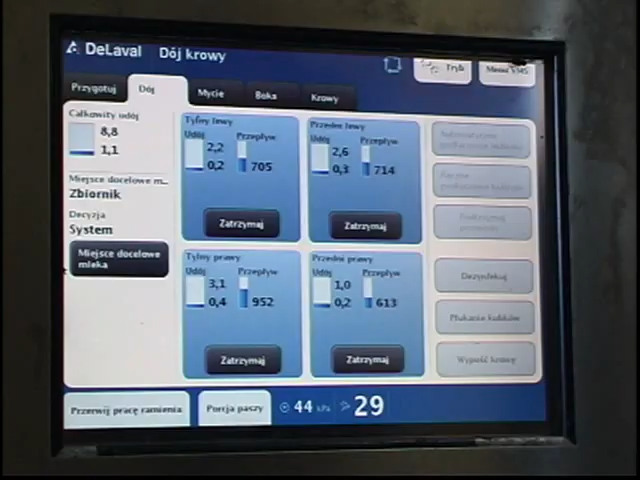 DeLaval Dój krowy
Tryb
Menu VMS
Przygotuj
Dój
Mycie
Boks
Krowy
Całkowity udój
8,8
1,1
Miejsce docelowe m...
Zbiornik
Decyzja
System
Miejsce docelowe
mleka
Tylny lewy
Udój Przepływ
2,2
0,2 705
Zatrzymaj
Przedni lewy
Udój Przepływ
2,6
0,3 714
Zatrzymaj
Tylny prawy
Udój Przepływ
3,1
0,4 952
Zatrzymaj
Przedni prawy
Udój Przepływ
1,0
0,2 613
Zatrzymaj
Dezynfekuj
Płukanie kubków
Wypuść krowę
Przerwij pracę ramienia
Porcja paszy
44 kPa
29